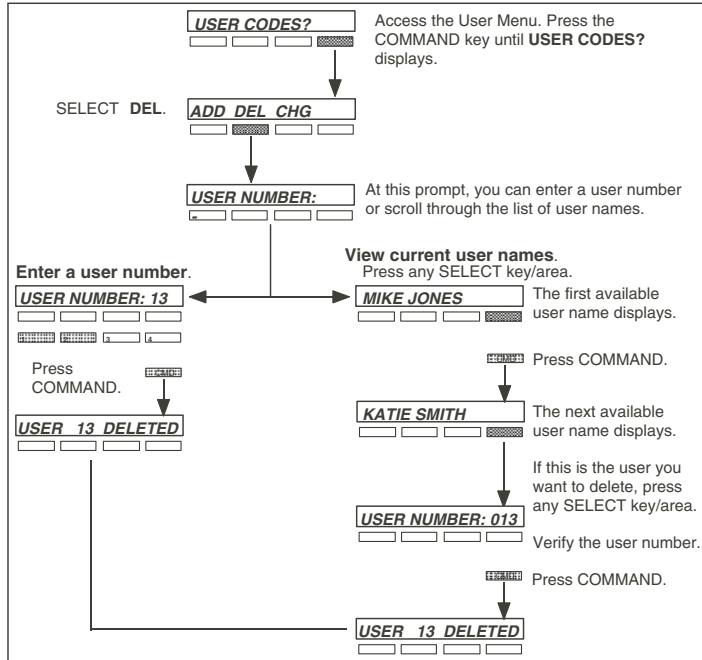 USER CODES?
Access the User Menu. Press the
COMMAND key until USER CODES?
displays.
SELECT DEL.
ADD DEL CHG
USER NUMBER:
At this prompt, you can enter a user number
or scroll through the list of user names.
Enter a user number.
USER NUMBER: 13
3
4
Press
COMMAND.
CMD
USER 13 DELETED
View current user names.
Press any SELECT key/area.
MIKE JONES
The first available
user name displays.
CMD
Press COMMAND.
KATIE SMITH
The next available
user name displays.
If this is the user you
want to delete, press
any SELECT key/area.
USER NUMBER: 013
Verify the user number.
CMD
Press COMMAND.
USER 13 DELETED